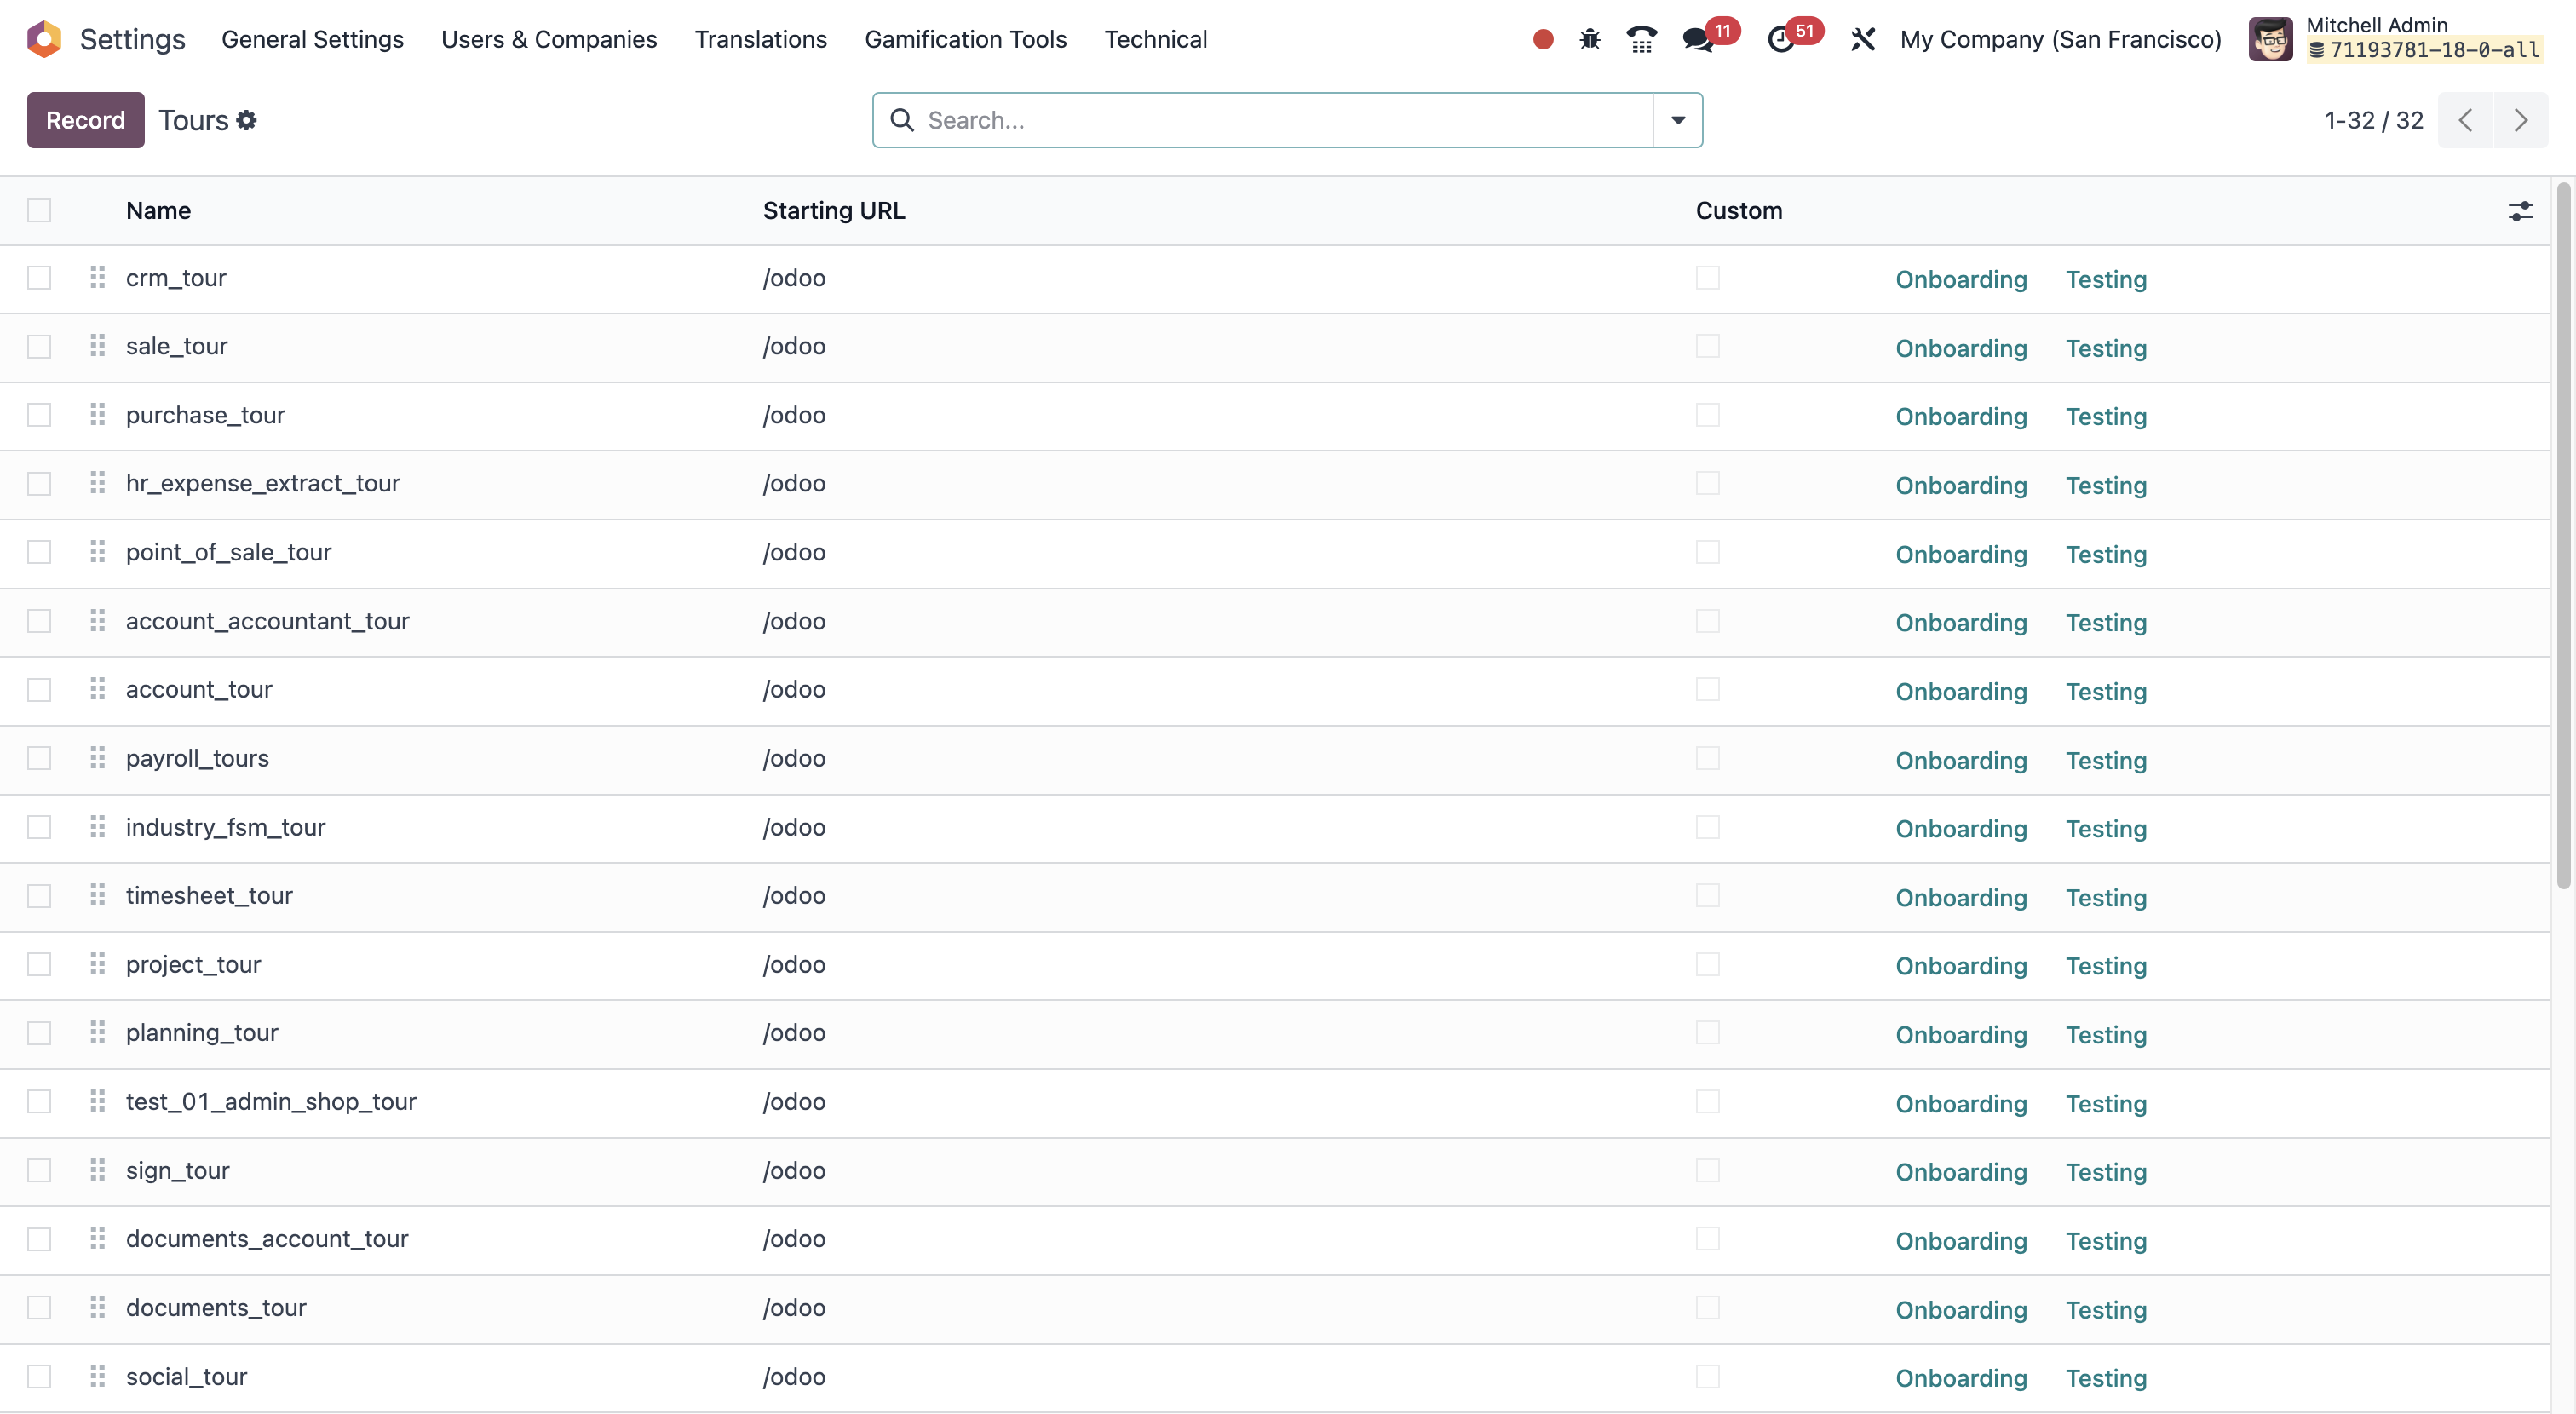 Settings General Settings Users & Companies Translations Gamification Tools Technical 11 51 My Company (San Francisco) Mitchell Admin
71193781-18-0-all
Record Tours Search... 1-32 / 32
Name Starting URL Custom
crm_tour /odoo Onboarding Testing
sale_tour /odoo Onboarding Testing
purchase_tour /odoo Onboarding Testing
hr_expense_extract_tour /odoo Onboarding Testing
point_of_sale_tour /odoo Onboarding Testing
account_accountant_tour /odoo Onboarding Testing
account_tour /odoo Onboarding Testing
payroll_tours /odoo Onboarding Testing
industry_fsm_tour /odoo Onboarding Testing
timesheet_tour /odoo Onboarding Testing
project_tour /odoo Onboarding Testing
planning_tour /odoo Onboarding Testing
test_01_admin_shop_tour /odoo Onboarding Testing
sign_tour /odoo Onboarding Testing
documents_account_tour /odoo Onboarding Testing
documents_tour /odoo Onboarding Testing
social_tour /odoo Onboarding Testing